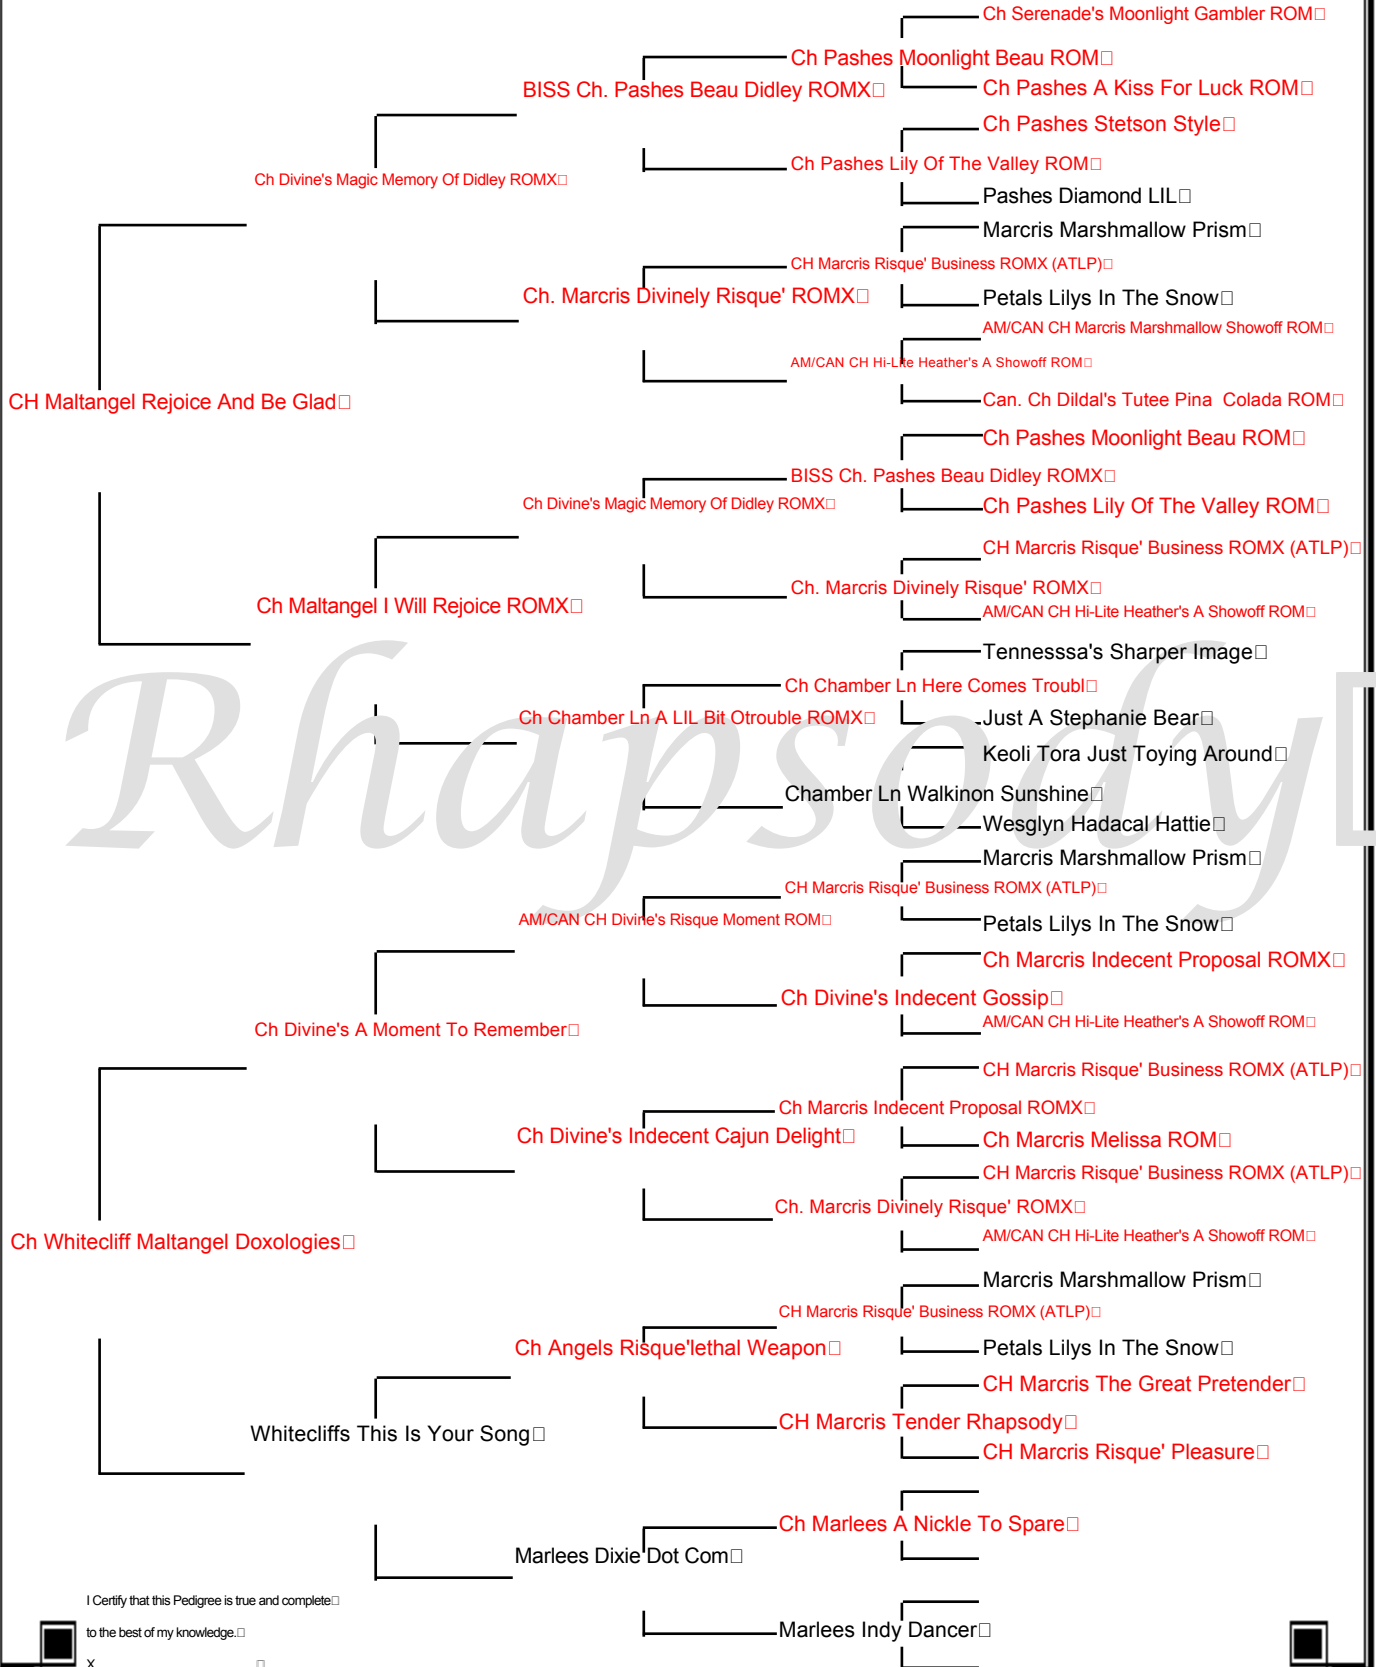 Ch Serenade's Moonlight Gambler ROM
Ch Pashes Moonlight Beau ROM
BISS Ch. Pashes Beau Didley ROMX
Ch Pashes A Kiss For Luck ROM
Ch Pashes Stetson Style
Ch Pashes Lily Of The Valley ROM
Ch Divine's Magic Memory Of Didley ROMX
Pashes Diamond LIL
Marcris Marshmallow Prism
CH Marcris Risque' Business ROMX (ATLP)
Ch. Marcris Divinely Risque' ROMX
Petals Lilys In The Snow
AM/CAN CH Marcris Marshmallow Showoff ROM
AM/CAN CH Hi-Lite Heather's A Showoff ROM
CH Maltangel Rejoice And Be Glad
Can. Ch Dildal's Tutee Pina  Colada ROM
Ch Pashes Moonlight Beau ROM
BISS Ch. Pashes Beau Didley ROMX
Ch Divine's Magic Memory Of Didley ROMX
Ch Pashes Lily Of The Valley ROM
CH Marcris Risque' Business ROMX (ATLP)
Ch. Marcris Divinely Risque' ROMX
Ch Maltangel I Will Rejoice ROMX
AM/CAN CH Hi-Lite Heather's A Showoff ROM
Tennesssa's Sharper Image
Ch Chamber Ln Here Comes Troubl
Ch Chamber Ln A LIL Bit Otrouble ROMX
Just A Stephanie Bear
Rhapsody
Keoli Tora Just Toying Around
Chamber Ln Walkinon Sunshine
Wesglyn Hadacal Hattie
Marcris Marshmallow Prism
CH Marcris Risque' Business ROMX (ATLP)
AM/CAN CH Divine's Risque Moment ROM
Petals Lilys In The Snow
Ch Marcris Indecent Proposal ROMX
Ch Divine's Indecent Gossip
Ch Divine's A Moment To Remember
AM/CAN CH Hi-Lite Heather's A Showoff ROM
CH Marcris Risque' Business ROMX (ATLP)
Ch Marcris Indecent Proposal ROMX
Ch Divine's Indecent Cajun Delight
Ch Marcris Melissa ROM
CH Marcris Risque' Business ROMX (ATLP)
Ch. Marcris Divinely Risque' ROMX
Ch Whitecliff Maltangel Doxologies
AM/CAN CH Hi-Lite Heather's A Showoff ROM
Marcris Marshmallow Prism
CH Marcris Risque' Business ROMX (ATLP)
Ch Angels Risque'lethal Weapon
Petals Lilys In The Snow
CH Marcris The Great Pretender
CH Marcris Tender Rhapsody
Whitecliffs This Is Your Song
CH Marcris Risque' Pleasure
Ch Marlees A Nickle To Spare
Marlees Dixie Dot Com
I Certify that this Pedigree is true and complete
Marlees Indy Dancer
to the best of my knowledge.
X